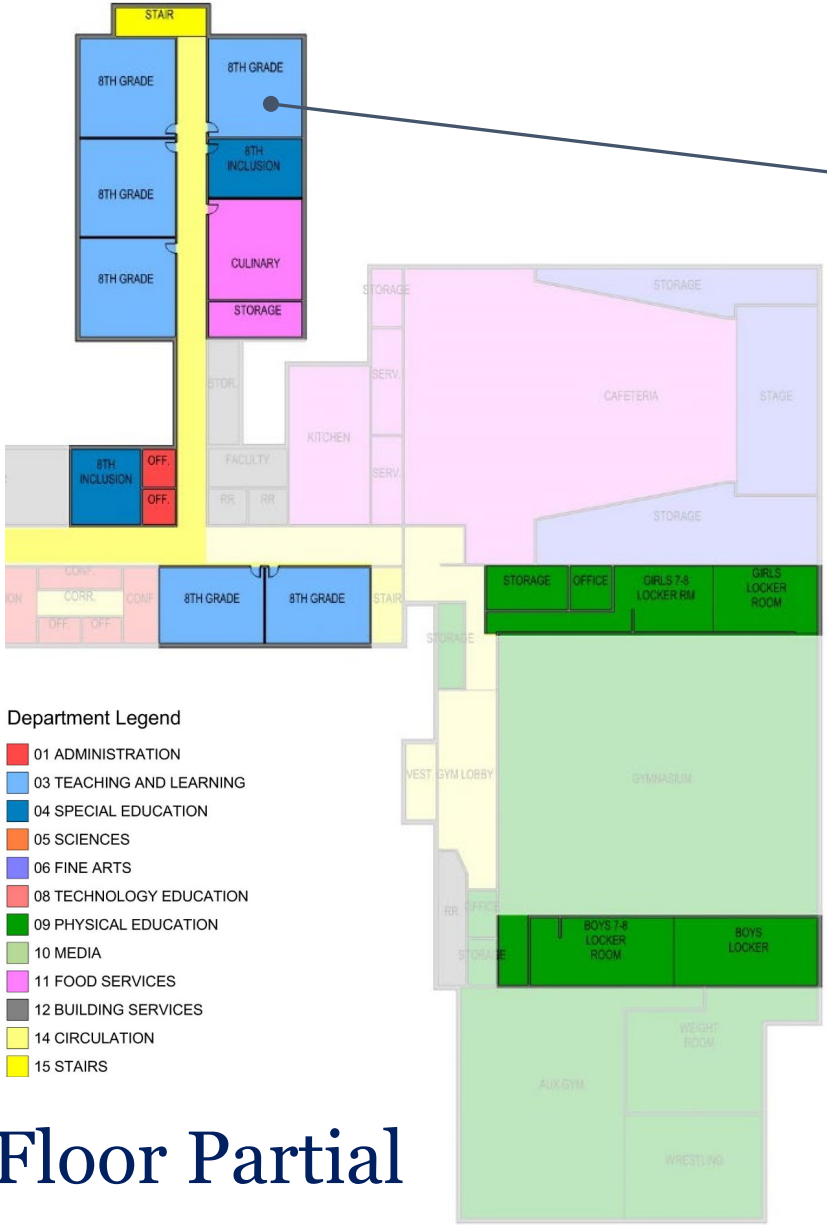 STAIR
8TH GRADE
8TH GRADE
8TH
INCLUSION
8TH GRADE
CULINARY
8TH GRADE
STORAGE
STORAGE
STORAGE
STOR.
SERV.
CAFETERIA
STAGE
KITCHEN
8TH
INCLUSION
OFF.
FACULTY
SERV.
OFF.
RR
RR
STORAGE
CONF.
CORR.
CONF
OFF.
OFF.
8TH GRADE
8TH GRADE
STAIR
STORAGE
OFFICE
GIRLS 7-8
LOCKER RM
GIRLS
LOCKER
ROOM
STORAGE
Department Legend
01 ADMINISTRATION
03 TEACHING AND LEARNING
04 SPECIAL EDUCATION
05 SCIENCES
06 FINE ARTS
08 TECHNOLOGY EDUCATION
09 PHYSICAL EDUCATION
10 MEDIA
11 FOOD SERVICES
12 BUILDING SERVICES
14 CIRCULATION
15 STAIRS
VEST
GYM LOBBY
GYMNASIUM
RR
OFFICE
STORAGE
BOYS 7-8
LOCKER
ROOM
BOYS
LOCKER
WEIGHT
ROOM
AUX GYM
WRESTLING
Floor Partial